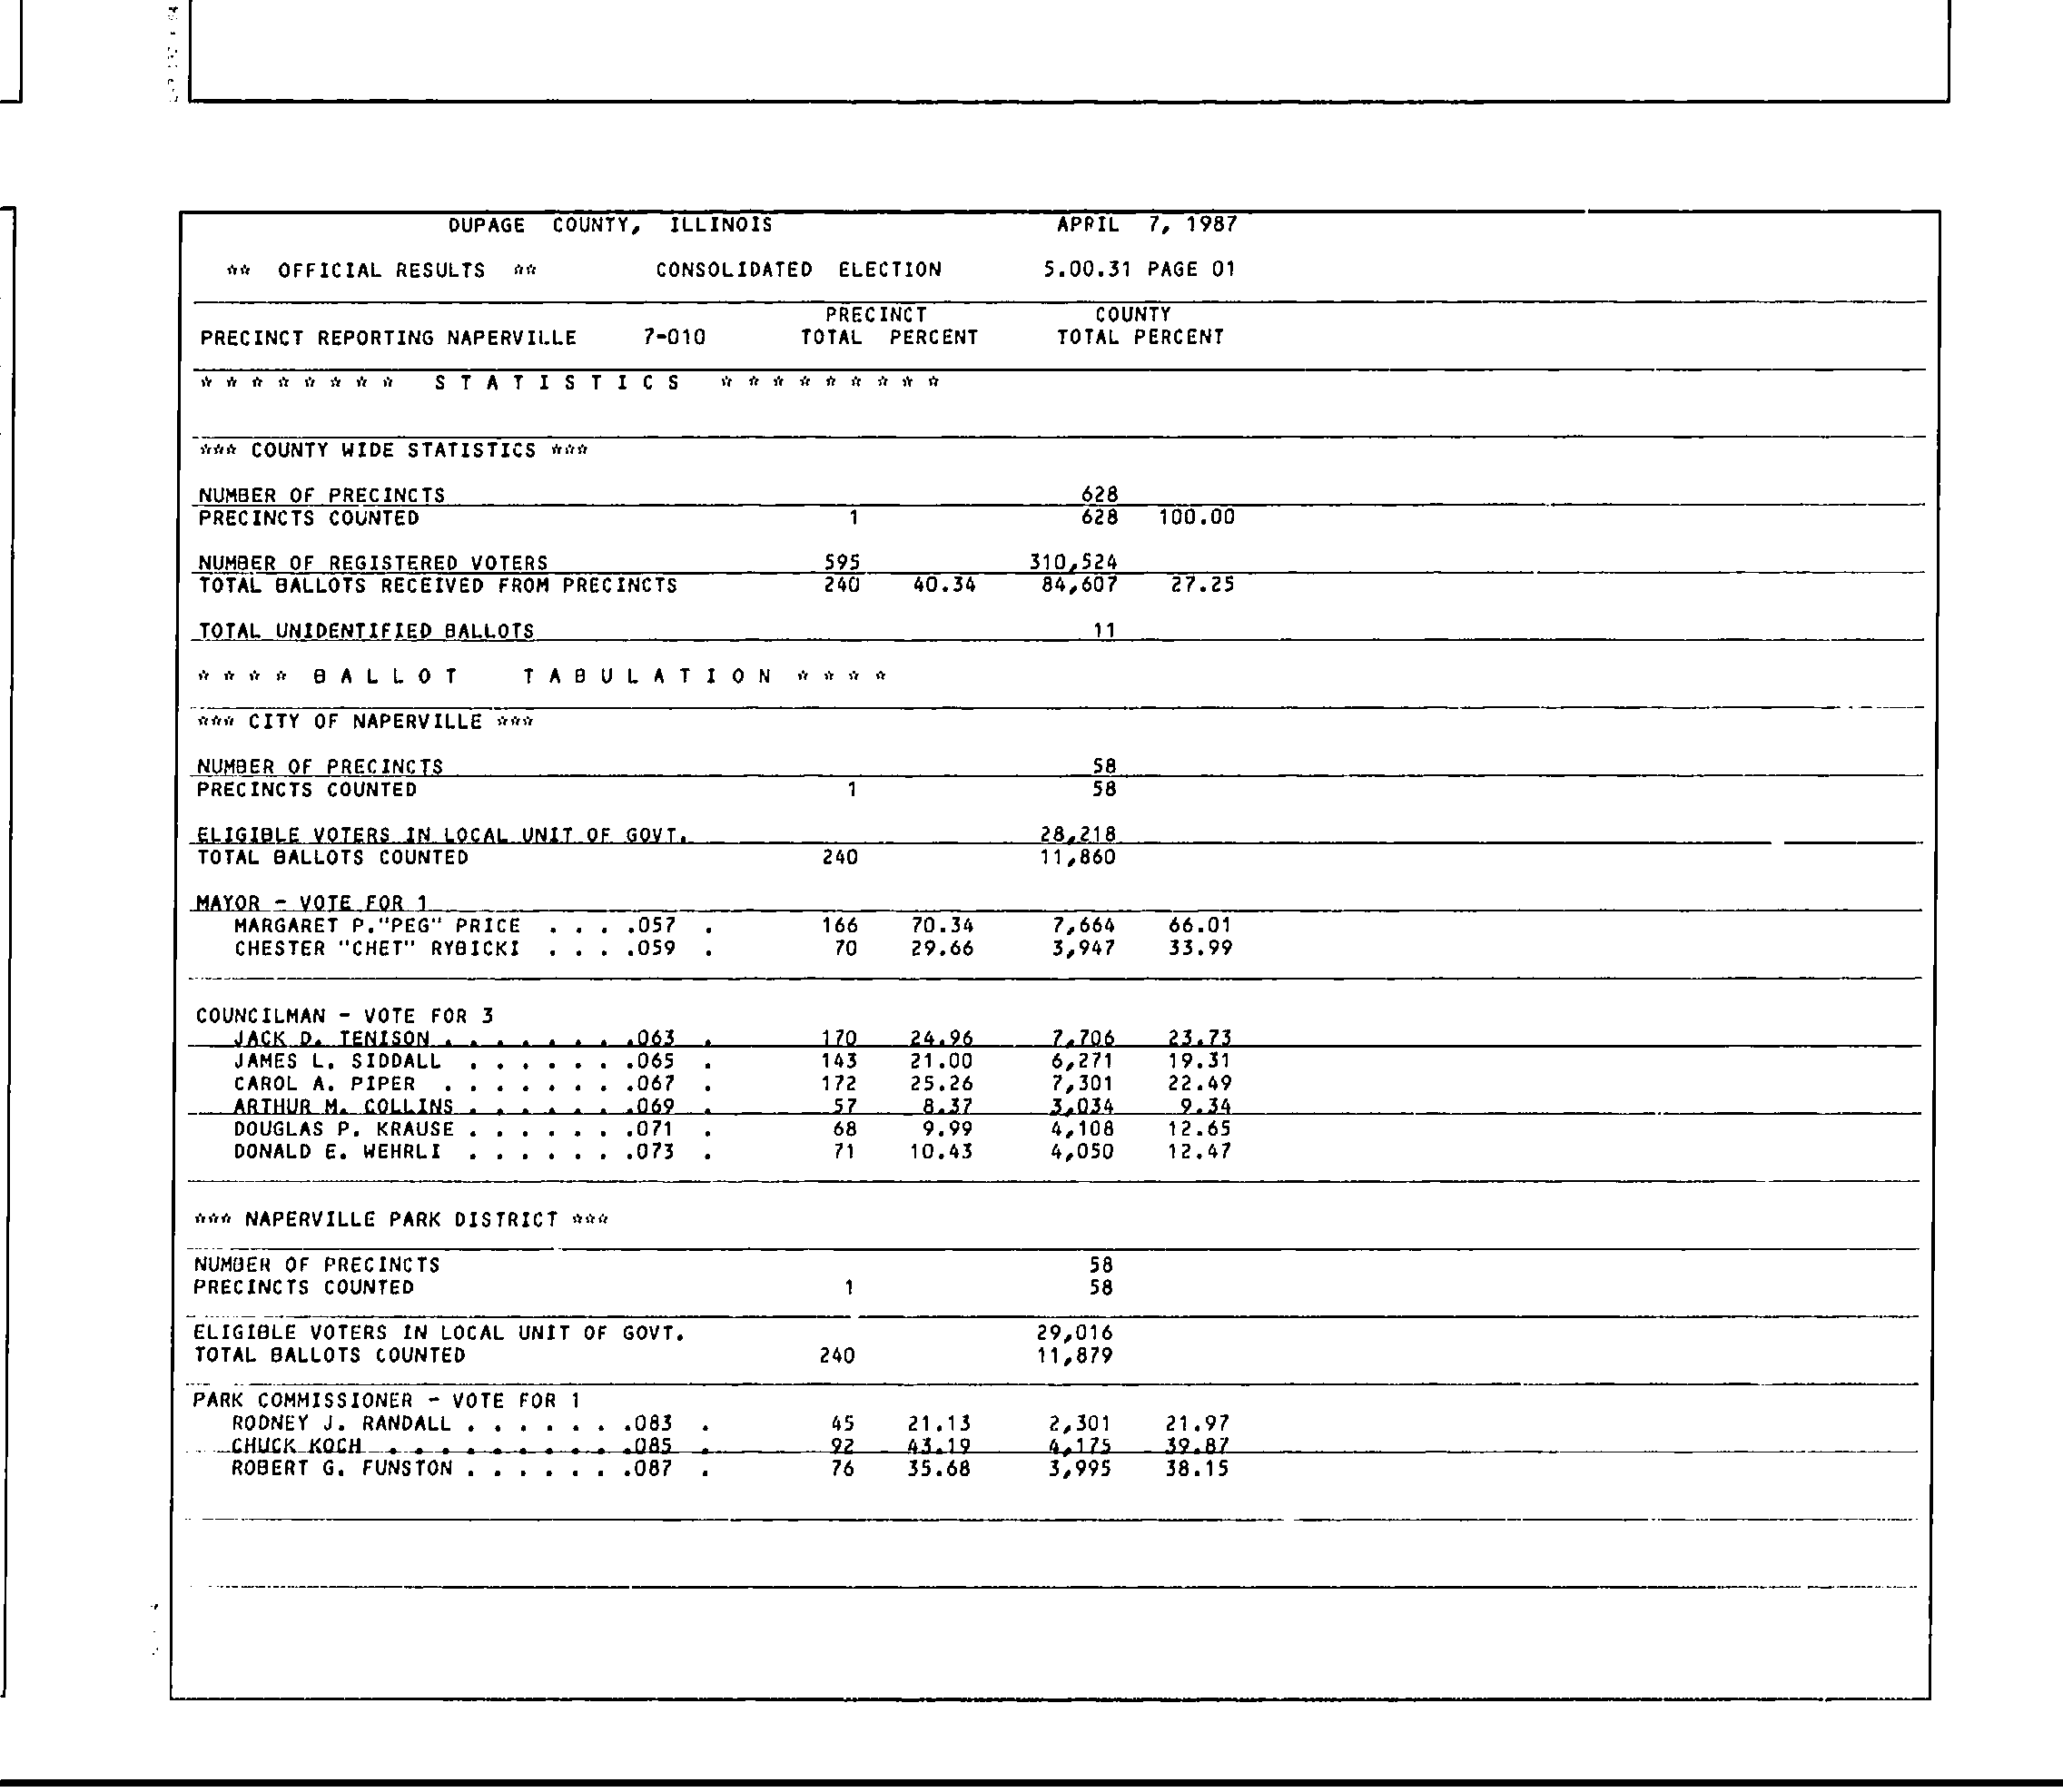 DUPAGE COUNTY, ILLINOIS APRIL 7, 1987
** OFFICIAL RESULTS ** CONSOLIDATED ELECTION 5.00.31 PAGE 01
PRECINCT COUNTY
PRECINCT REPORTING NAPERVILLE 7-010 TOTAL PERCENT TOTAL PERCENT
* * * * * * * * S T A T I S T I C S * * * * * * * * *
*** COUNTY WIDE STATISTICS ***
NUMBER OF PRECINCTS 628
PRECINCTS COUNTED 1 628 100.00
NUMBER OF REGISTERED VOTERS 595 310,524
TOTAL BALLOTS RECEIVED FROM PRECINCTS 240 40.34 84,607 27.25
TOTAL UNIDENTIFIED BALLOTS 11
* * * * B A L L O T T A B U L A T I O N * * * *
*** CITY OF NAPERVILLE ***
NUMBER OF PRECINCTS 58
PRECINCTS COUNTED 1 58
ELIGIBLE VOTERS IN LOCAL UNIT OF GOVT. 28,218
TOTAL BALLOTS COUNTED 240 11,860
MAYOR - VOTE FOR 1
MARGARET P."PEG" PRICE . . . .057 . 166 70.34 7,664 66.01
CHESTER "CHET" RYBICKI . . . .059 . 70 29.66 3,947 33.99
COUNCILMAN - VOTE FOR 3
JACK D. TENISON . . . . . . . .063 . 170 24.96 7,706 23.73
JAMES L. SIDDALL . . . . . . .065 . 143 21.00 6,271 19.31
CAROL A. PIPER . . . . . . . .067 . 172 25.26 7,301 22.49
ARTHUR M. COLLINS . . . . . . .069 . 57 8.37 3,034 9.34
DOUGLAS P. KRAUSE . . . . . . .071 . 68 9.99 4,108 12.65
DONALD E. WEHRLI . . . . . . .073 . 71 10.43 4,050 12.47
*** NAPERVILLE PARK DISTRICT ***
NUMBER OF PRECINCTS 58
PRECINCTS COUNTED 1 58
ELIGIBLE VOTERS IN LOCAL UNIT OF GOVT. 29,016
TOTAL BALLOTS COUNTED 240 11,879
PARK COMMISSIONER - VOTE FOR 1
RODNEY J. RANDALL . . . . . . .083 . 45 21.13 2,301 21.97
CHUCK KOCH . . . . . . . . . .085 . 92 43.19 4,175 39.87
ROBERT G. FUNSTON . . . . . . .087 . 76 35.68 3,995 38.15